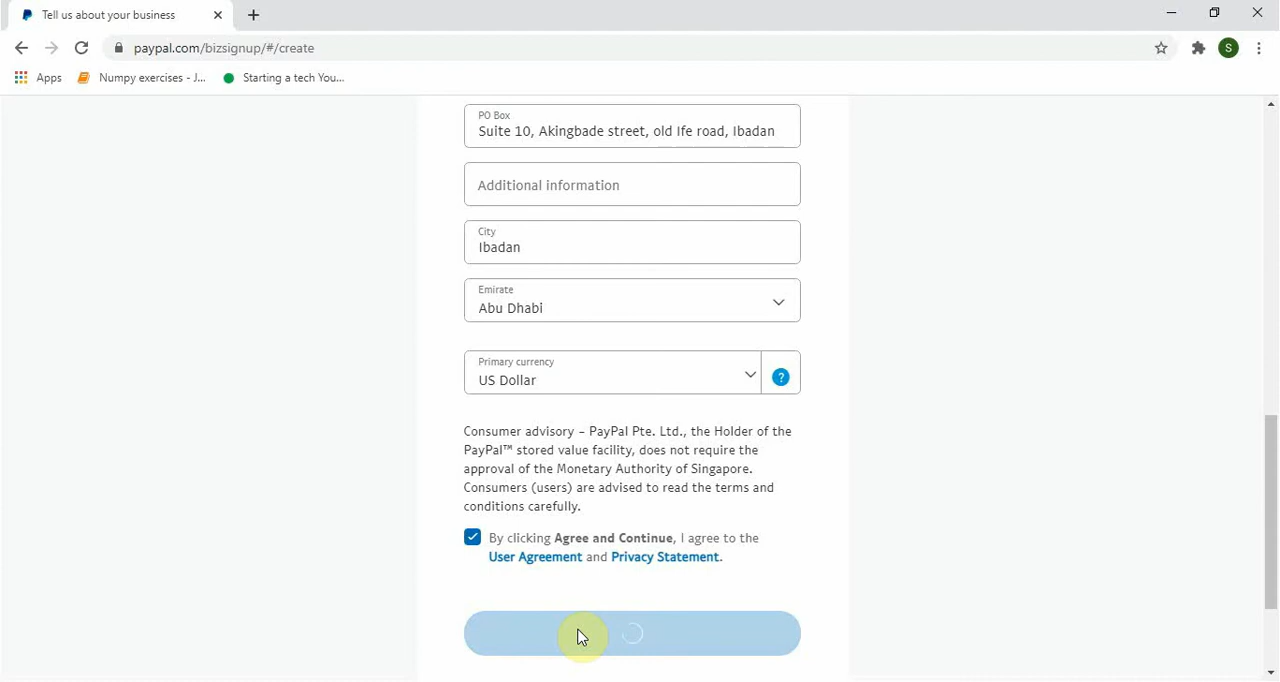 Tell us about your business
paypal.com/bizsignup/#/create
S
Apps
Numpy exercises - J...
Starting a tech You...
PO Box
Suite 10, Akingbade street, old Ife road, Ibadan
Additional information
City
Ibadan
Emirate
Abu Dhabi
Primary currency
US Dollar
?
Consumer advisory – PayPal Pte. Ltd., the Holder of the
PayPal™ stored value facility, does not require the
approval of the Monetary Authority of Singapore.
Consumers (users) are advised to read the terms and
conditions carefully.
By clicking Agree and Continue, I agree to the
User Agreement and Privacy Statement.